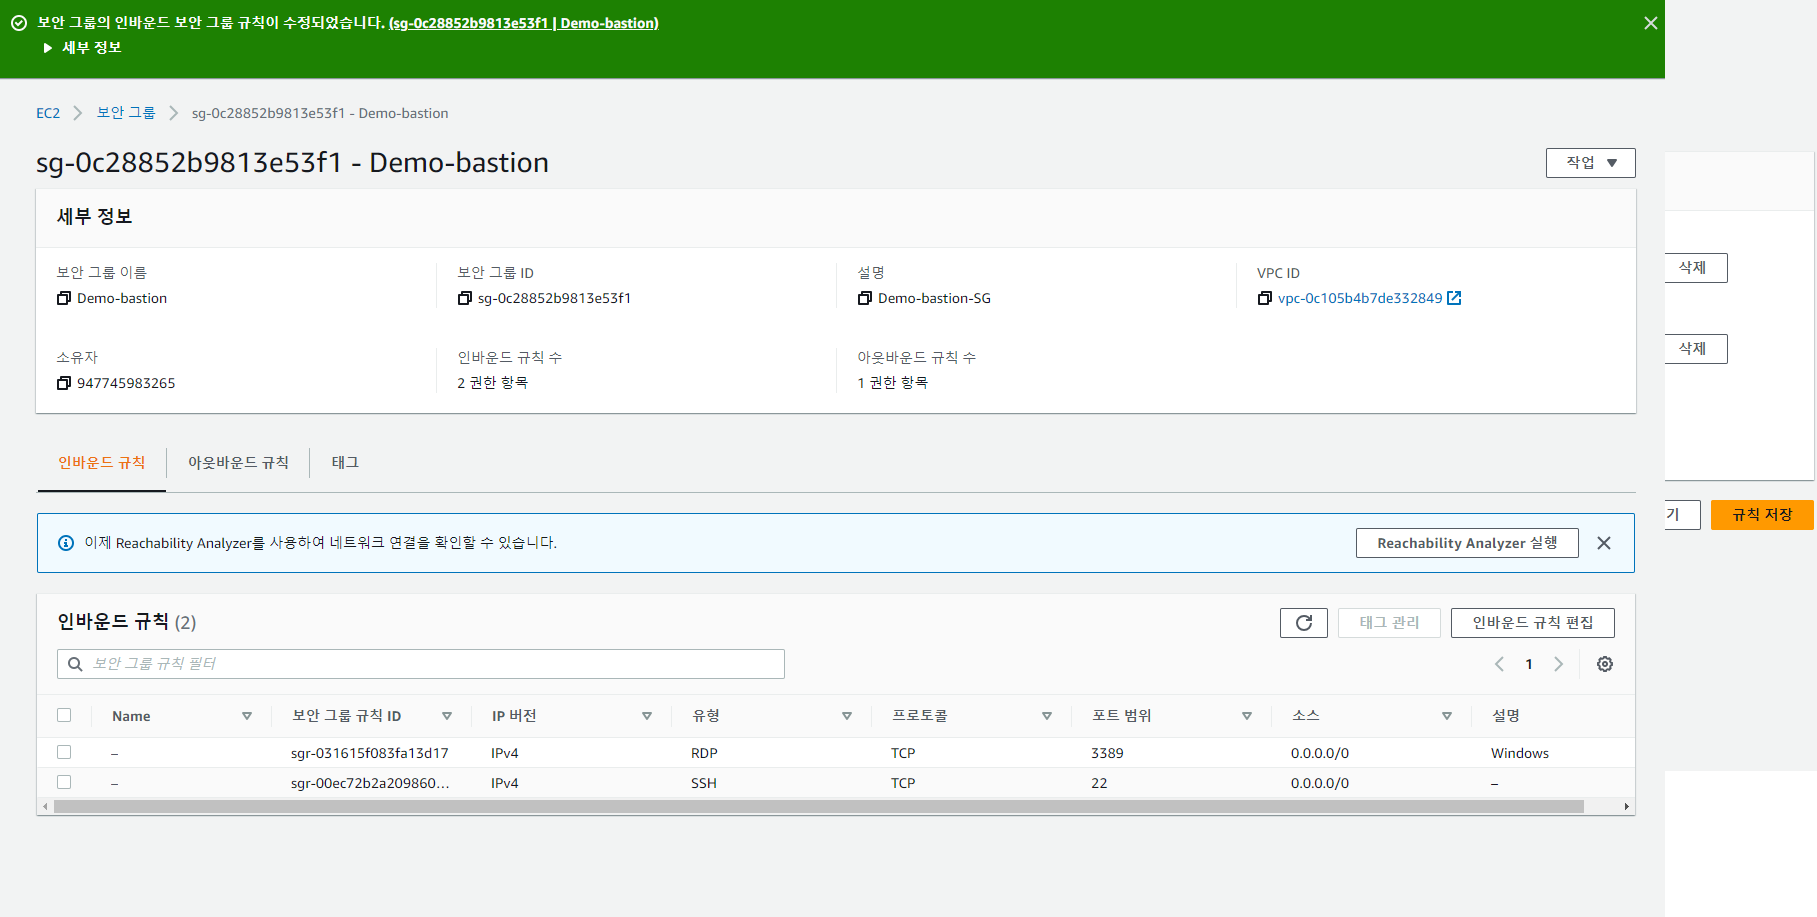 보안 그룹의 인바운드 보안 그룹 규칙이 수정되었습니다. (sg-0c28852b9813e53f1 | Demo-bastion)
세부 정보
EC2 보안 그룹 sg-0c28852b9813e53f1 - Demo-bastion
sg-0c28852b9813e53f1 - Demo-bastion
작업
세부 정보
보안 그룹 이름 보안 그룹 ID 설명 VPC ID
Demo-bastion sg-0c28852b9813e53f1 Demo-bastion-SG vpc-0c105b4b7de332849
삭제
소유자 인바운드 규칙 수 아웃바운드 규칙 수
947745983265 2 권한 항목 1 권한 항목
삭제
인바운드 규칙 아웃바운드 규칙 태그
기 규칙 저장
이제 Reachability Analyzer를 사용하여 네트워크 연결을 확인할 수 있습니다. Reachability Analyzer 실행
인바운드 규칙 (2) 태그 관리 인바운드 규칙 편집
보안 그룹 규칙 필터 1
Name 보안 그룹 규칙 ID IP 버전 유형 프로토콜 포트 범위 소스 설명
– sgr-031615f083fa13d17 IPv4 RDP TCP 3389 0.0.0.0/0 Windows
– sgr-00ec72b2a209860... IPv4 SSH TCP 22 0.0.0.0/0 –